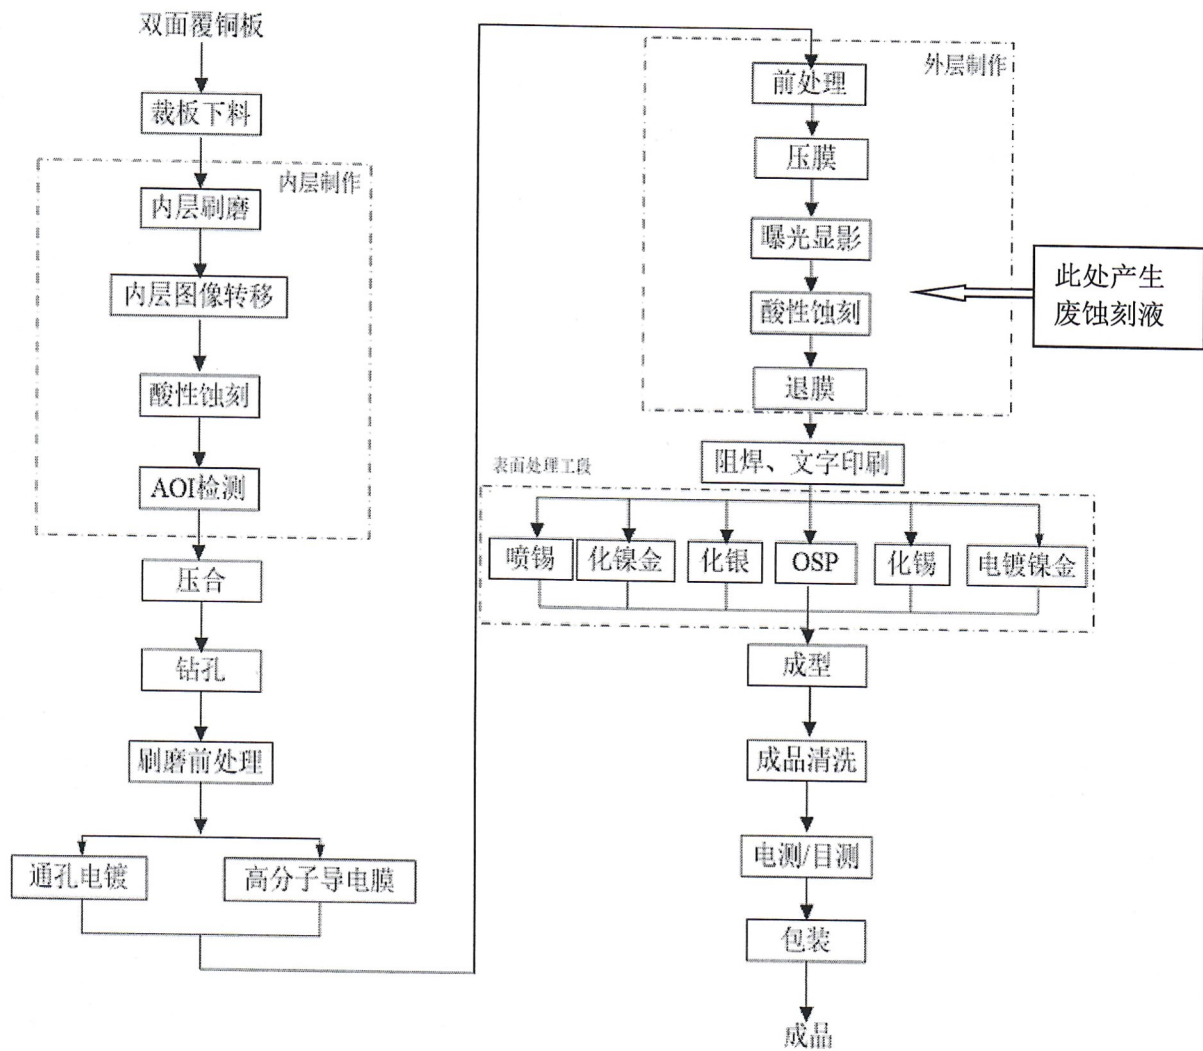 双面覆铜板
裁板下料
内层制作
内层刷磨
内层图像转移
酸性蚀刻
AOI检测
压合
钻孔
刷磨前处理
通孔电镀
高分子导电膜
外层制作
前处理
压膜
曝光显影
酸性蚀刻
退膜
此处产生
废蚀刻液
阻焊、文字印刷
表面处理工段
喷锡
化镍金
化银
OSP
化锡
电镀镍金
成型
成品清洗
电测/目测
包装
成品